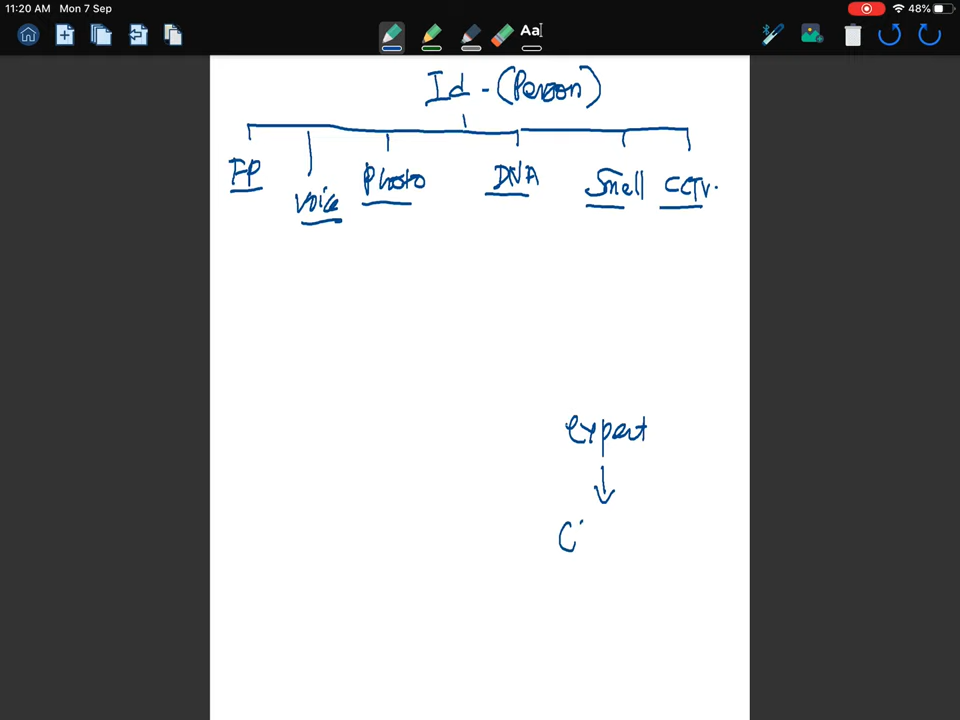 11:20 AM Mon 7 Sep 48%
Aa
Id - (Person)
FP voice Photo DNA Smell CCTV.
expert
C